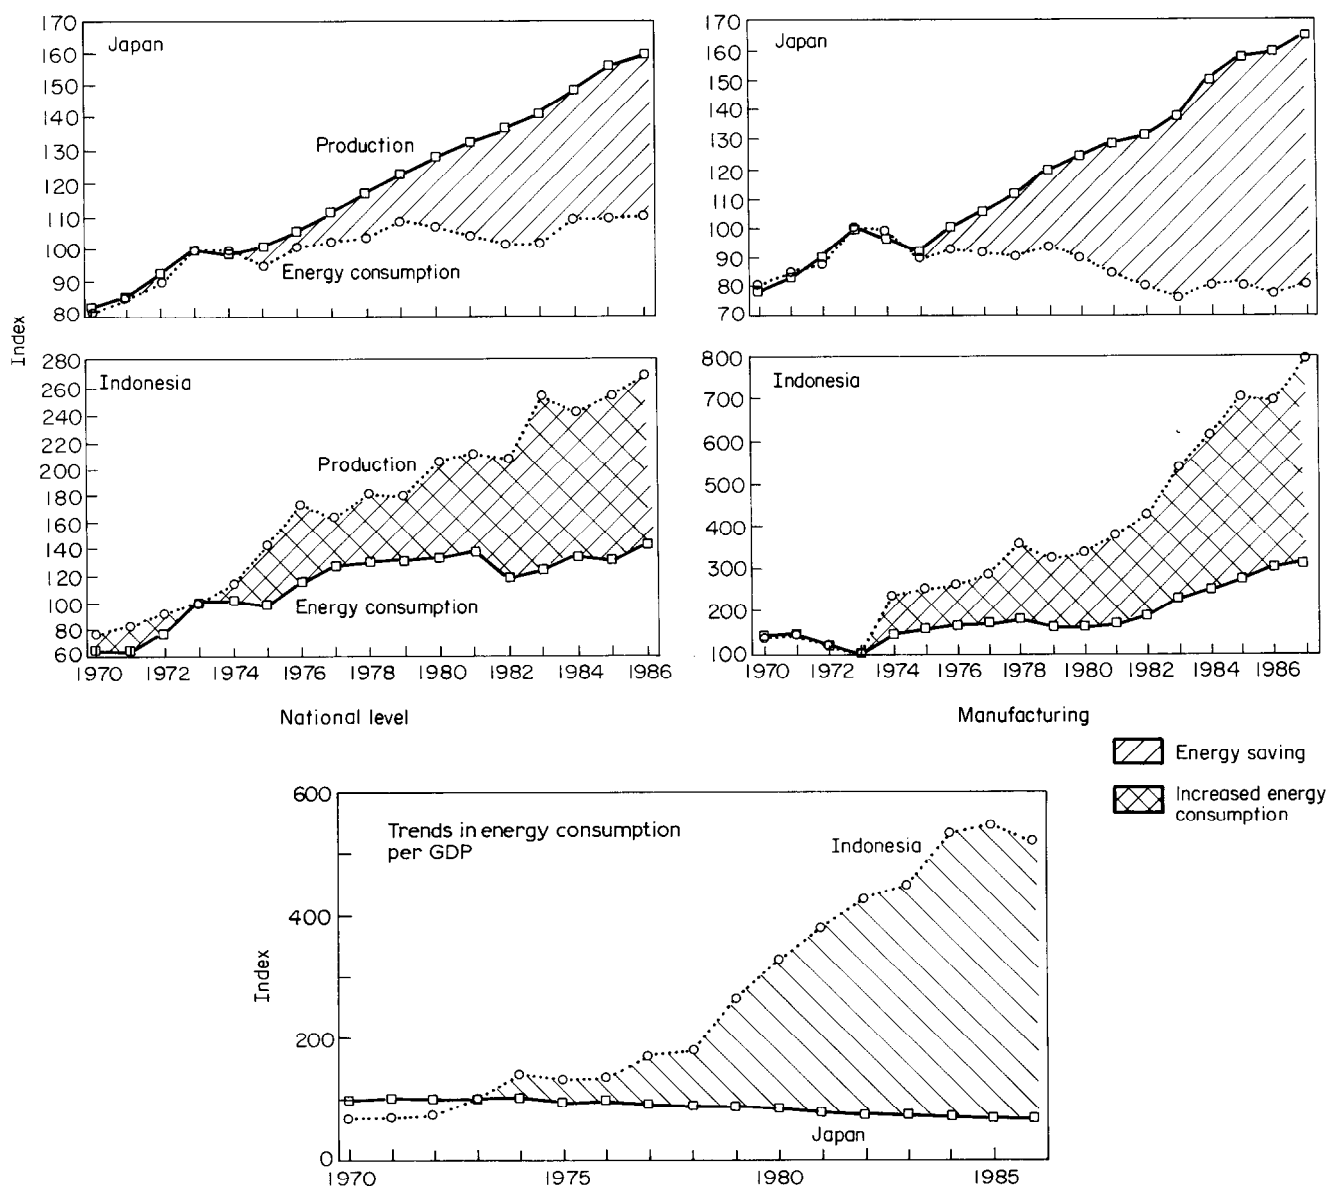 Japan
170
160
150
140
130
120
110
100
90
80
Production
Energy consumption
Japan
170
160
150
140
130
120
110
100
90
80
70
Index
Indonesia
280
260
240
220
200
180
160
140
120
100
80
60
Production
Energy consumption
1970 1972 1974 1976 1978 1980 1982 1984 1986
National level
Indonesia
800
700
600
500
400
300
200
100
1970 1972 1974 1976 1978 1980 1982 1984 1986
Manufacturing
Energy saving
Increased energy
consumption
Trends in energy consumption
per GDP
600
400
200
0
Index
Indonesia
Japan
1970 1975 1980 1985